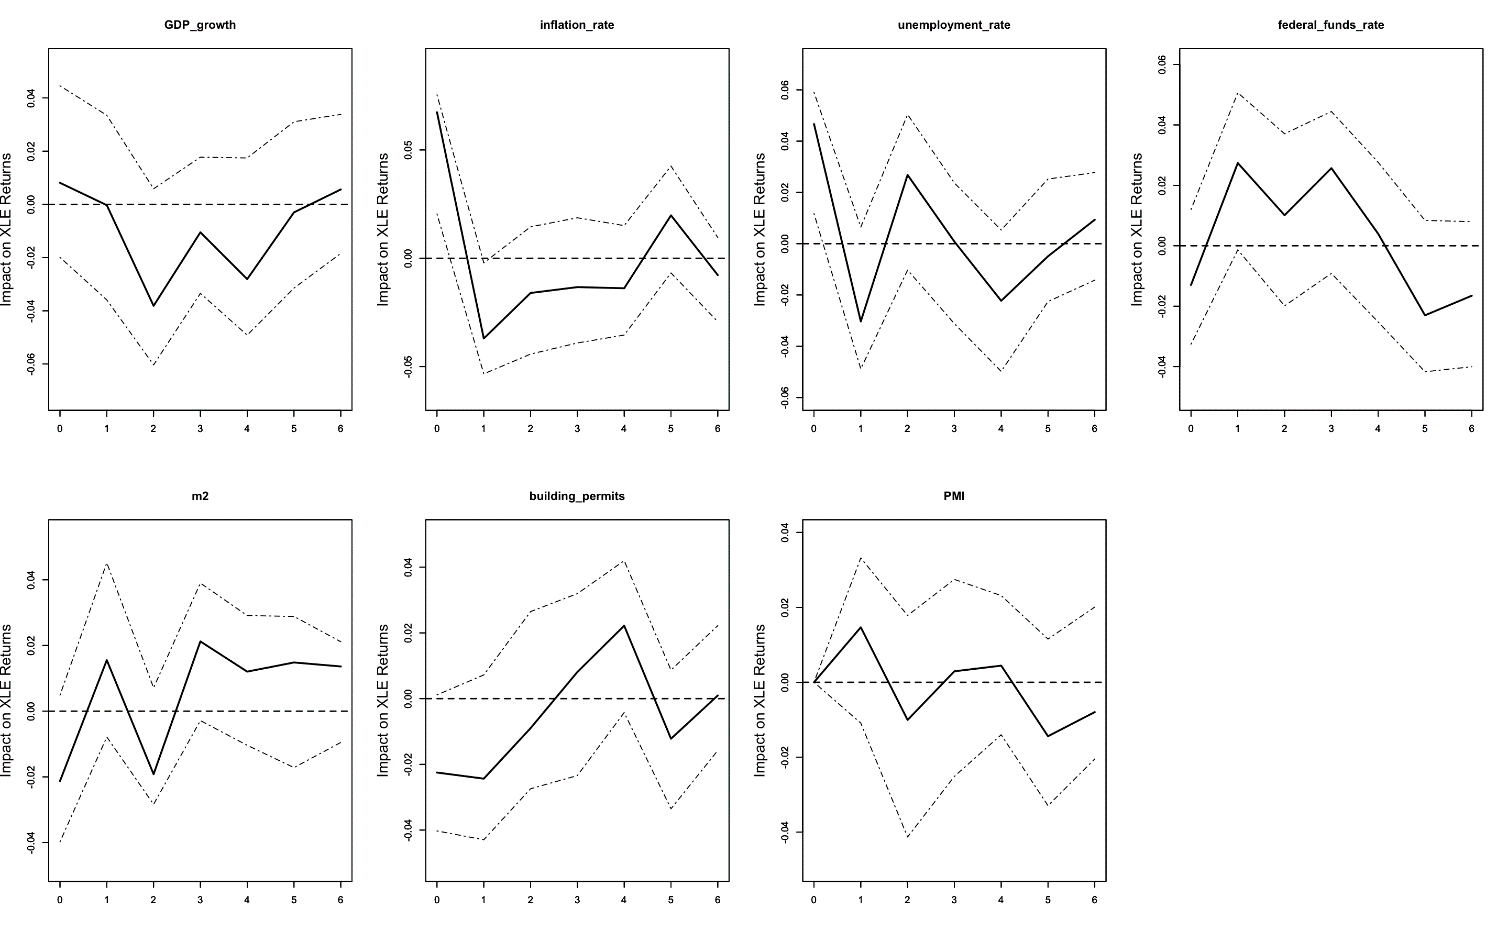 GDP_growth
Impact on XLE Returns
0.04
0.02
0.00
-0.02
-0.04
-0.06
0 1 2 3 4 5 6
inflation_rate
Impact on XLE Returns
0.05
0.00
-0.05
0 1 2 3 4 5 6
unemployment_rate
Impact on XLE Returns
0.06
0.04
0.02
0.00
-0.02
-0.04
-0.06
0 1 2 3 4 5 6
federal_funds_rate
Impact on XLE Returns
0.06
0.04
0.02
0.00
-0.02
-0.04
0 1 2 3 4 5 6
m2
Impact on XLE Returns
0.04
0.02
0.00
-0.02
-0.04
0 1 2 3 4 5 6
building_permits
Impact on XLE Returns
0.04
0.02
0.00
-0.02
-0.04
0 1 2 3 4 5 6
PMI
Impact on XLE Returns
0.04
0.02
0.00
-0.02
-0.04
0 1 2 3 4 5 6